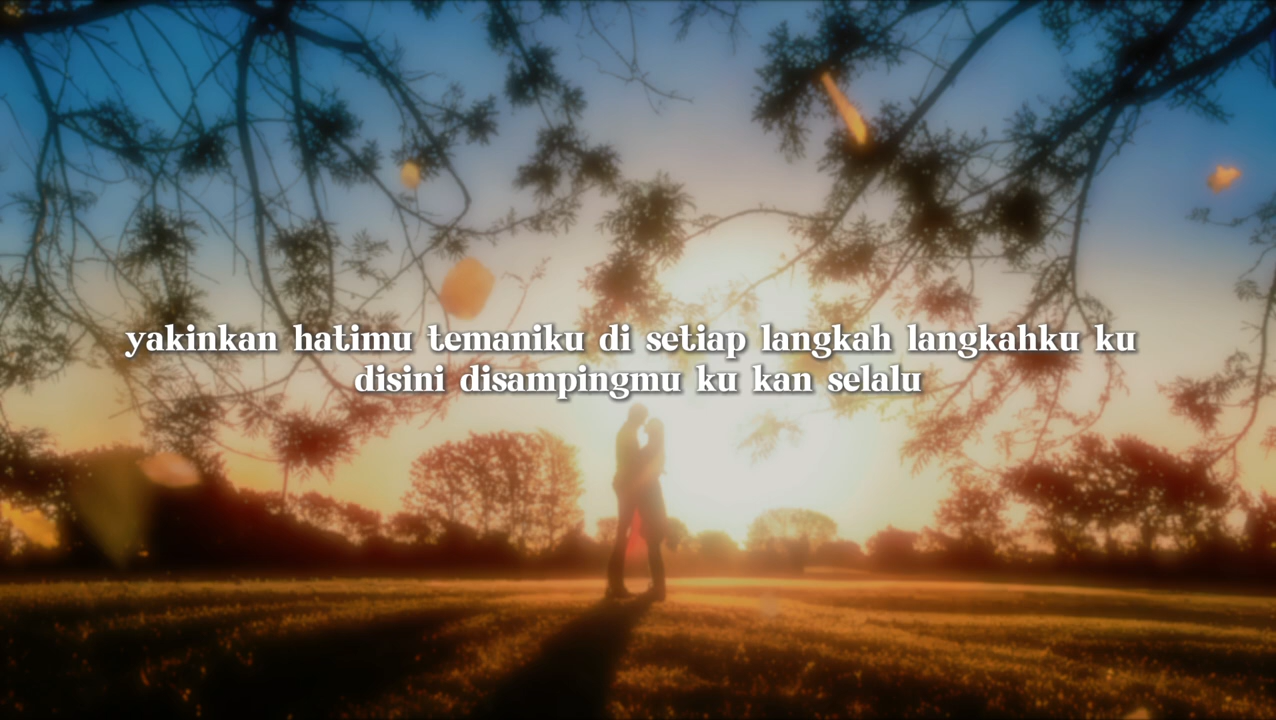 yakinkan hatimu temaniku di setiap langkah langkahku ku
disini disampingmu ku kan selalu